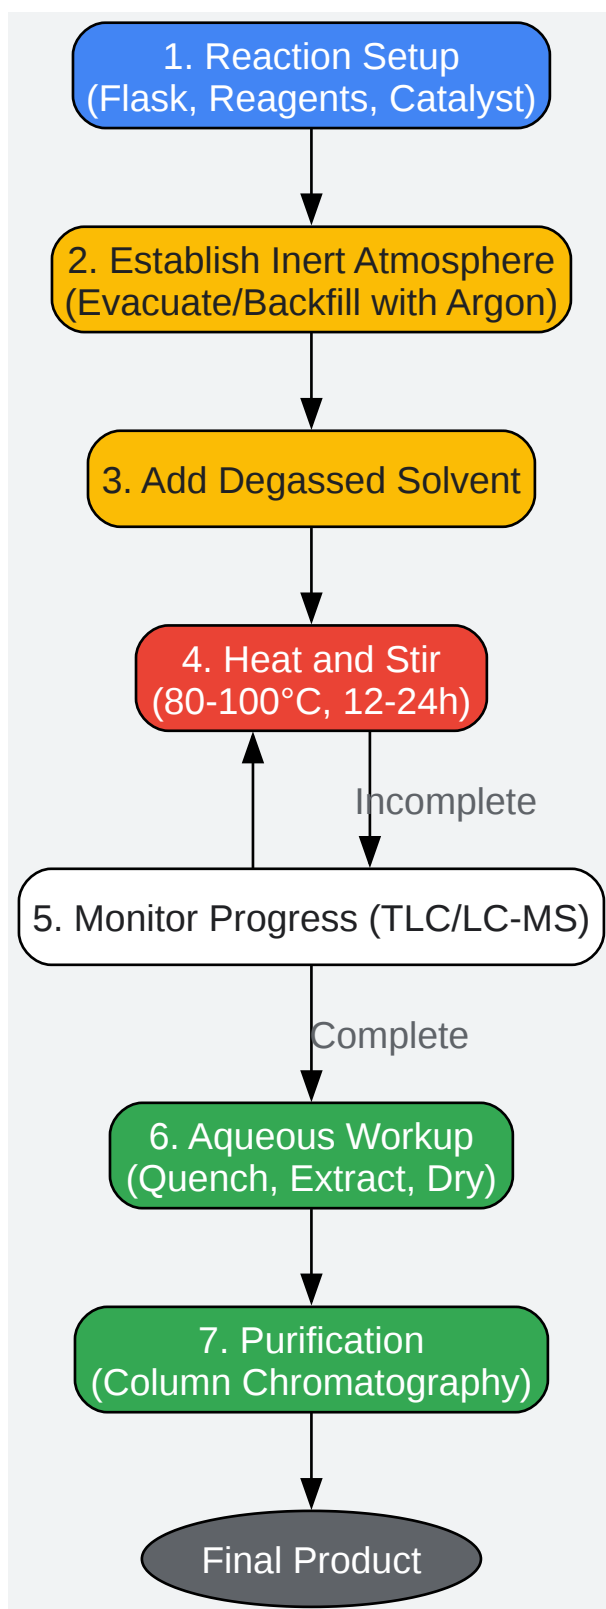 1. Reaction Setup
(Flask, Reagents, Catalyst)
2. Establish Inert Atmosphere
(Evacuate/Backfill with Argon)
3. Add Degassed Solvent
4. Heat and Stir
(80-100°C, 12-24h)
Incomplete
5. Monitor Progress (TLC/LC-MS)
Complete
6. Aqueous Workup
(Quench, Extract, Dry)
7. Purification
(Column Chromatography)
Final Product